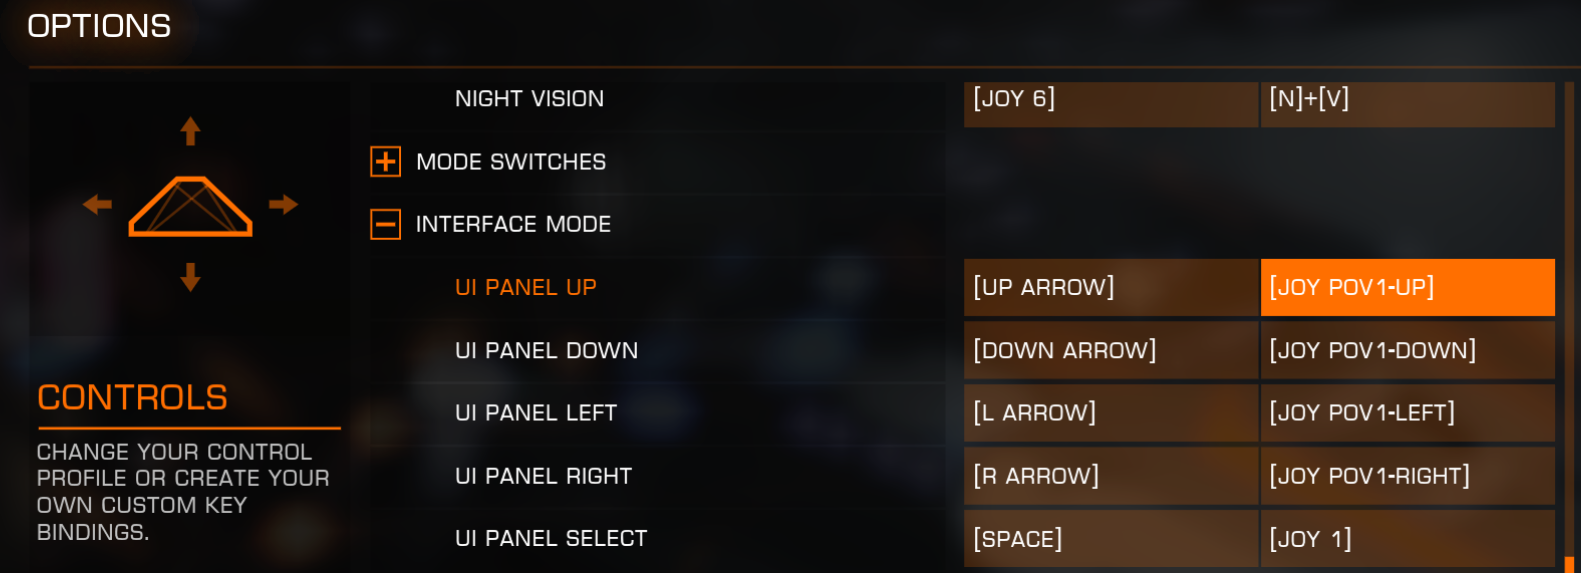 OPTIONS
NIGHT VISION [JOY 6] [N]+[V]
MODE SWITCHES
INTERFACE MODE
UI PANEL UP [UP ARROW] [JOY POV1-UP]
UI PANEL DOWN [DOWN ARROW] [JOY POV1-DOWN]
UI PANEL LEFT [L ARROW] [JOY POV1-LEFT]
UI PANEL RIGHT [R ARROW] [JOY POV1-RIGHT]
UI PANEL SELECT [SPACE] [JOY 1]
CONTROLS
CHANGE YOUR CONTROL
PROFILE OR CREATE YOUR
OWN CUSTOM KEY
BINDINGS.